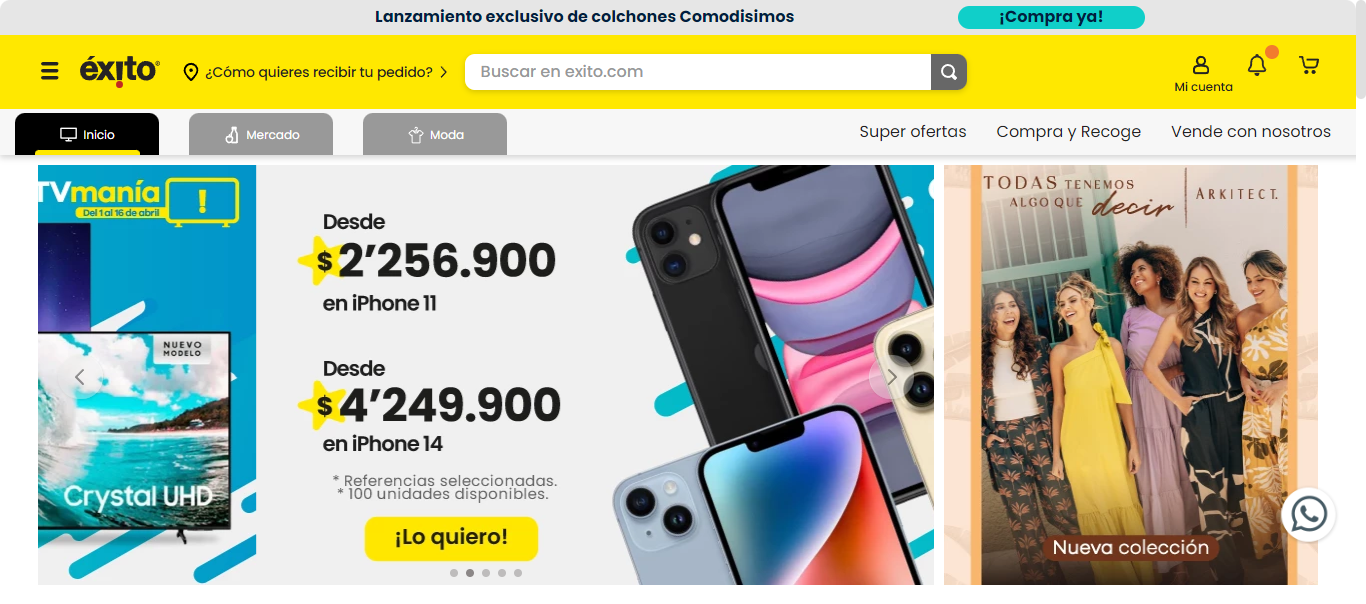 Lanzamiento exclusivo de colchones Comodisimos
¡Compra ya!
éxito
¿Cómo quieres recibir tu pedido?
Buscar en exito.com
Mi cuenta
Inicio
Mercado
Moda
Super ofertas
Compra y Recoge
Vende con nosotros
TVmanía
Del 1 al 16 de abril
!
NUEVO
MODELO
Crystal UHD
Desde
$2’256.900
en iPhone 11
Desde
$4’249.900
en iPhone 14
* Referencias seleccionadas.
* 100 unidades disponibles.
¡Lo quiero!
TODAS TENEMOS
ALGO QUE decir
ARKITECT.
Nueva colección